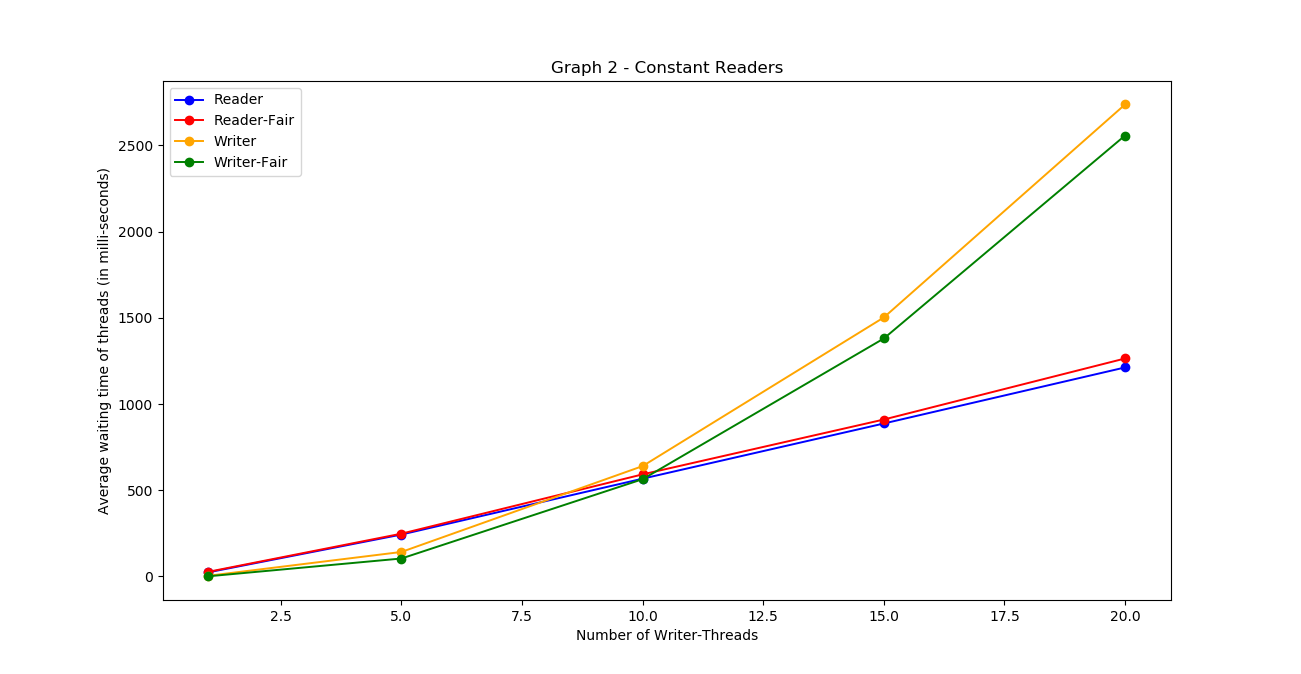 Graph 2 - Constant Readers
Reader
Reader-Fair
Writer
Writer-Fair
Average waiting time of threads (in milli-seconds)
2500
2000
1500
1000
500
0
2.5 5.0 7.5 10.0 12.5 15.0 17.5 20.0
Number of Writer-Threads